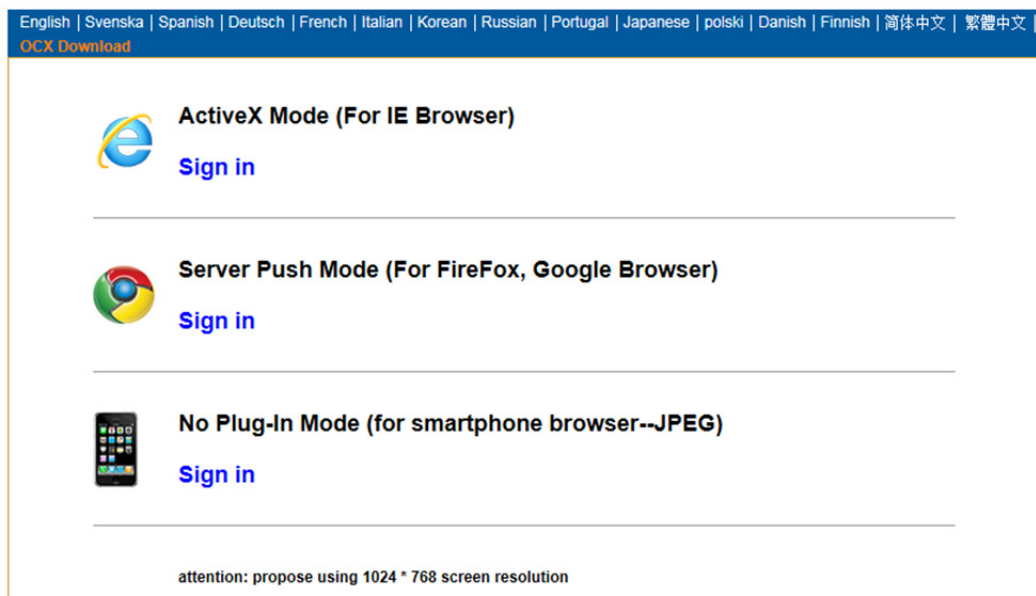 English | Svenska | Spanish | Deutsch | French | Italian | Korean | Russian | Portugal | Japanese | polski | Danish | Finnish | 简体中文 | 繁體中文 |
OCX Download
ActiveX Mode (For IE Browser)
Sign in
Server Push Mode (For FireFox, Google Browser)
Sign in
No Plug-In Mode (for smartphone browser--JPEG)
Sign in
attention: propose using 1024 * 768 screen resolution